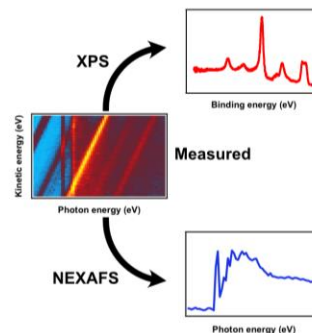 XPS
Binding energy (eV)
Kinetic energy (eV)
Measured
Photon energy (eV)
NEXAFS
Photon energy (eV)